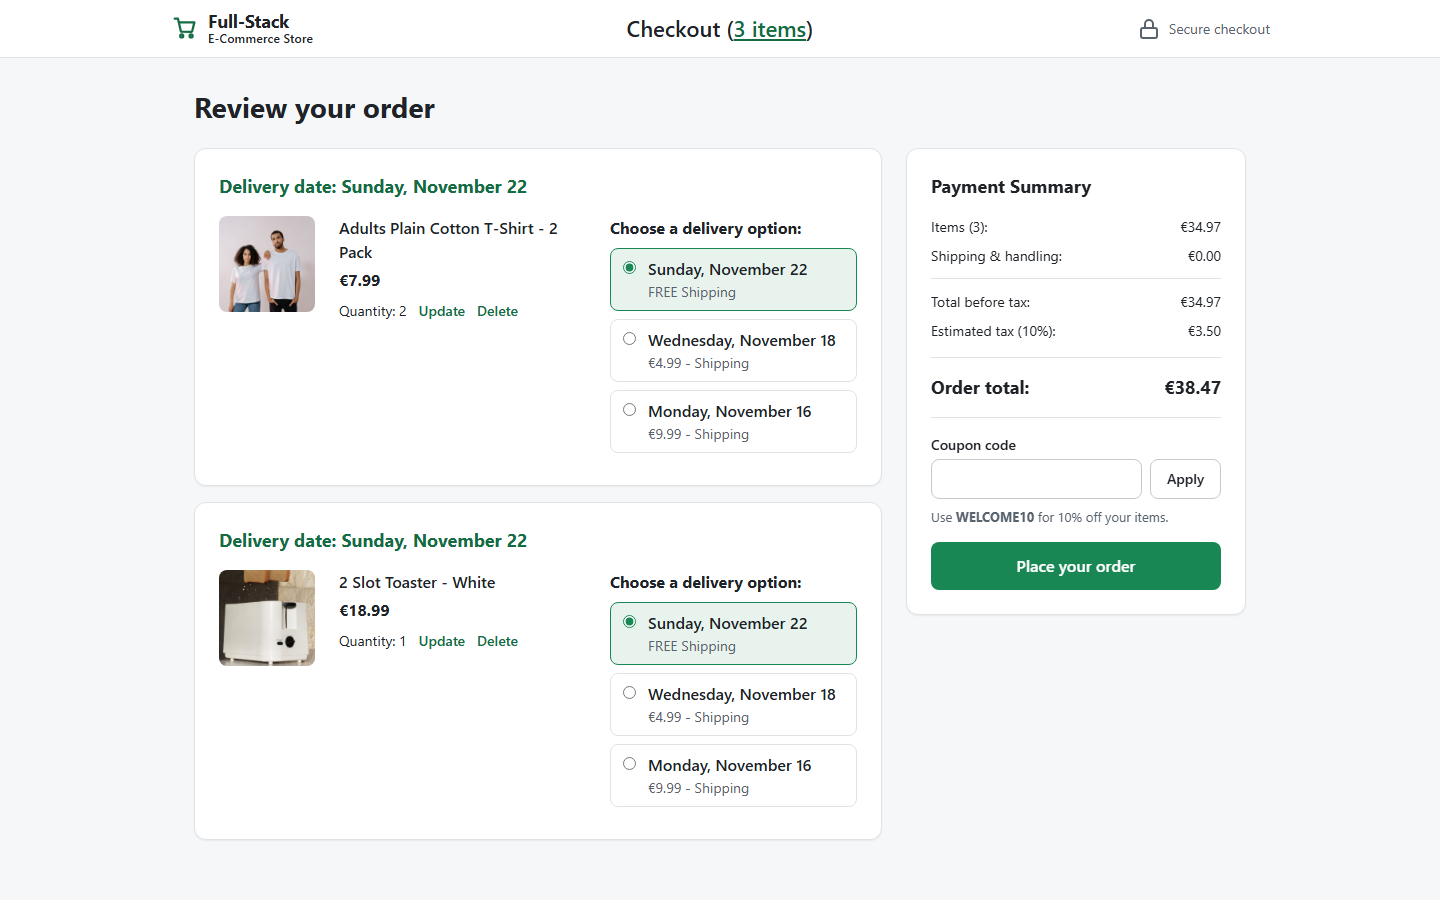 Full-Stack
E-Commerce Store
Checkout (3 items)
Secure checkout
Review your order
Delivery date: Sunday, November 22
Adults Plain Cotton T-Shirt - 2
Pack
€7.99
Quantity: 2 Update Delete
Choose a delivery option:
Sunday, November 22
FREE Shipping
Wednesday, November 18
€4.99 - Shipping
Monday, November 16
€9.99 - Shipping
Delivery date: Sunday, November 22
2 Slot Toaster - White
€18.99
Quantity: 1 Update Delete
Choose a delivery option:
Sunday, November 22
FREE Shipping
Wednesday, November 18
€4.99 - Shipping
Monday, November 16
€9.99 - Shipping
Payment Summary
Items (3): €34.97
Shipping & handling: €0.00
Total before tax: €34.97
Estimated tax (10%): €3.50
Order total: €38.47
Coupon code
Apply
Use WELCOME10 for 10% off your items.
Place your order